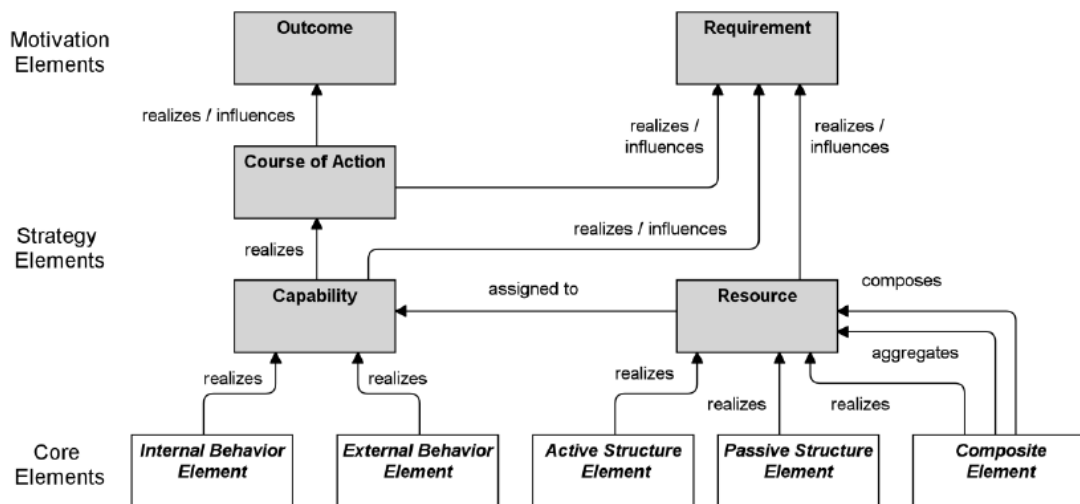 Motivation
Elements
Outcome
Requirement
realizes / influences
realizes /
influences
realizes /
influences
Course of Action
Strategy
Elements
realizes
realizes / influences
Capability
assigned to
Resource
composes
aggregates
realizes
realizes
realizes
realizes
realizes
Core
Elements
Internal Behavior
Element
External Behavior
Element
Active Structure
Element
Passive Structure
Element
Composite
Element